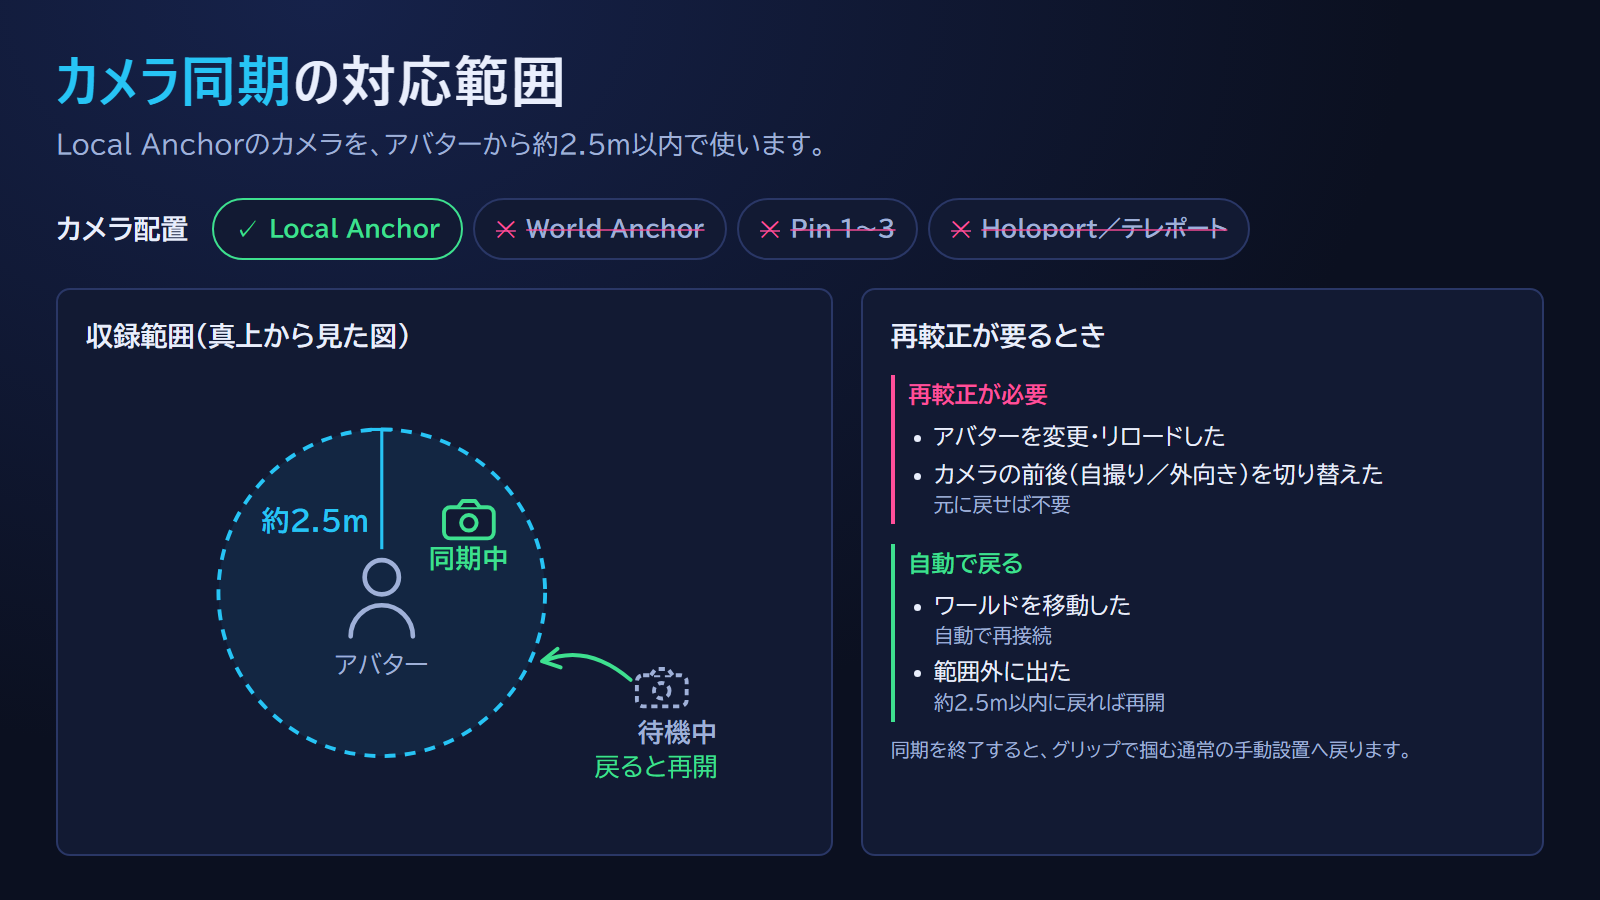 カメラ同期の対応範囲
Local Anchorのカメラを、アバターから約2.5m以内で使います。
カメラ配置 ✓ Local Anchor × World Anchor × Pin 1〜3 × Holoport／テレポート
収録範囲（真上から見た図）
約2.5m
同期中
アバター
待機中
戻ると再開
再較正が要るとき
再較正が必要
• アバターを変更・リロードした
• カメラの前後（自撮り／外向き）を切り替えた
元に戻せば不要
自動で戻る
• ワールドを移動した
自動で再接続
• 範囲外に出た
約2.5m以内に戻れば再開
同期を終了すると、グリップで掴む通常の手動設置へ戻ります。